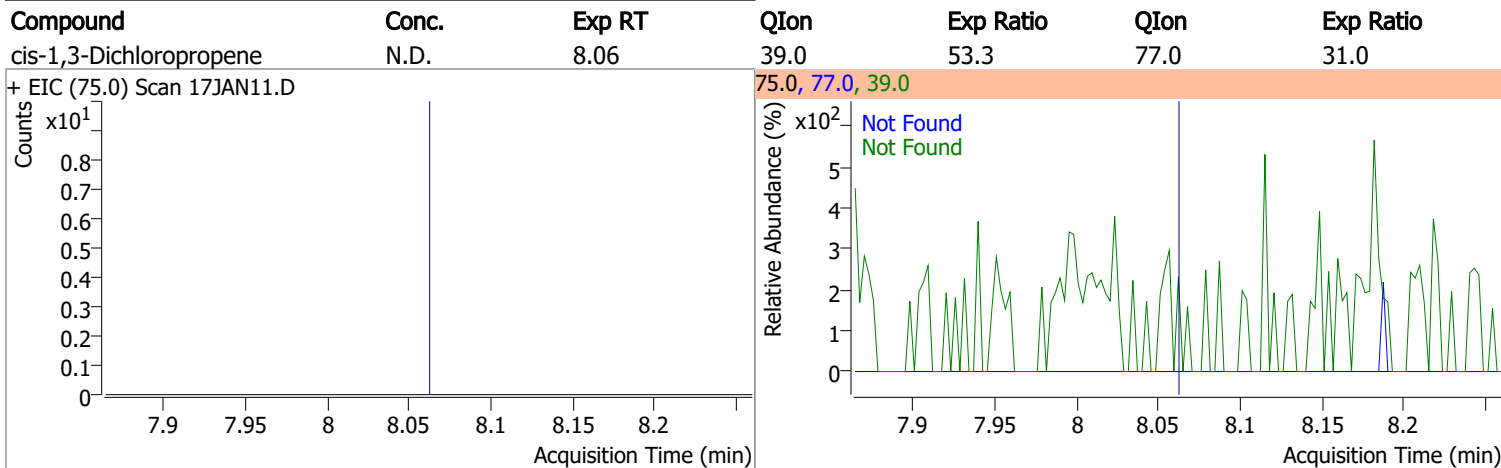 Compound Conc. Exp RT QIon Exp Ratio QIon Exp Ratio
cis-1,3-Dichloropropene N.D. 8.06 39.0 53.3 77.0 31.0
+ EIC (75.0) Scan 17JAN11.D
Counts
x10¹
0.8
0.7
0.6
0.5
0.4
0.3
0.2
0.1
0
7.9 7.95 8 8.05 8.1 8.15 8.2
Acquisition Time (min)
75.0, 77.0, 39.0
Relative Abundance (%)
x10²
Not Found
Not Found
5
4
3
2
1
0
7.9 7.95 8 8.05 8.1 8.15 8.2
Acquisition Time (min)